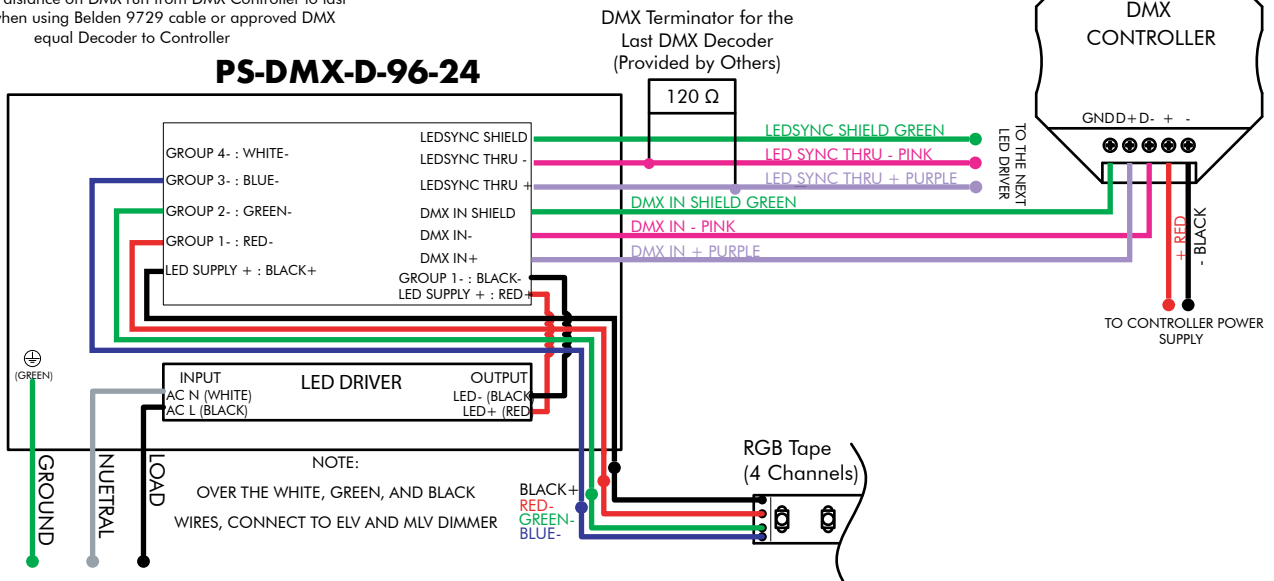 distance on DMX run from DMX Controller to last
when using Belden 9729 cable or approved DMX
equal Decoder to Controller
PS-DMX-D-96-24
DMX Terminator for the
Last DMX Decoder
(Provided by Others)
120 Ω
DMX
CONTROLLER
GND D+ D- + -
GROUP 4- : WHITE-
GROUP 3- : BLUE-
GROUP 2- : GREEN-
GROUP 1- : RED-
LED SUPPLY + : BLACK+
LEDSYNC SHIELD
LEDSYNC THRU -
LEDSYNC THRU +
DMX IN SHIELD
DMX IN-
DMX IN+
GROUP 1- : BLACK-
LED SUPPLY + : RED+
LEDSYNC SHIELD GREEN
LED SYNC THRU - PINK
LED SYNC THRU + PURPLE
DMX IN SHIELD GREEN
DMX IN - PINK
DMX IN + PURPLE
TO THE NEXT
LED DRIVER
+ RED
- BLACK
TO CONTROLLER POWER
SUPPLY
(GREEN)
INPUT
AC N (WHITE)
AC L (BLACK)
LED DRIVER
OUTPUT
LED- (BLACK
LED+ (RED
GROUND
NUETRAL
LOAD
NOTE:
OVER THE WHITE, GREEN, AND BLACK
WIRES, CONNECT TO ELV AND MLV DIMMER
BLACK+
RED-
GREEN-
BLUE-
RGB Tape
(4 Channels)